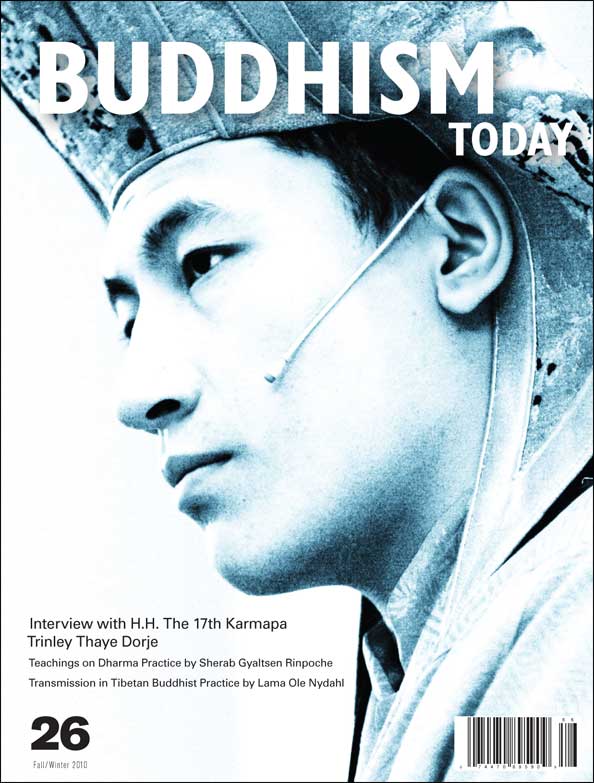 BUDDHISM
TODAY
Interview with H.H. The 17th Karmapa
Trinley Thaye Dorje
Teachings on Dharma Practice by Sherab Gyaltsen Rinpoche
Transmission in Tibetan Buddhist Practice by Lama Ole Nydahl
26
Fall/Winter 2010